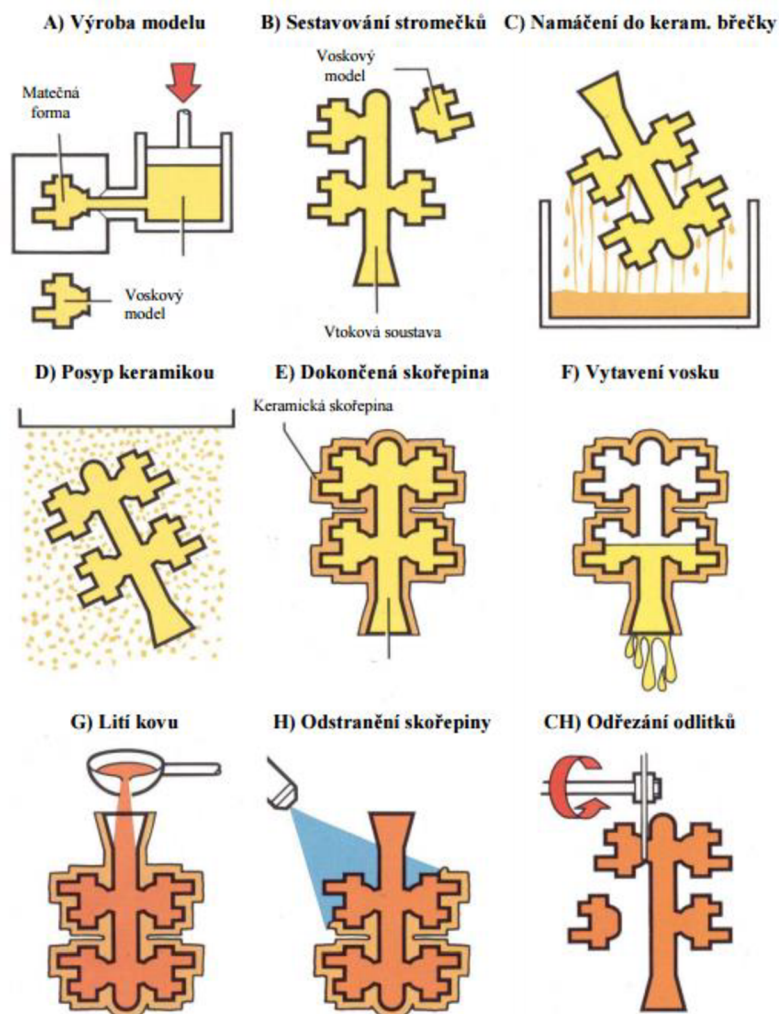 A) Výroba modelu
B) Sestavování stromečků
C) Namáčení do keram. břečky
Matečná
forma
Voskový
model
Voskový
model
Vtoková soustava
D) Posyp keramikou
E) Dokončená skořepina
F) Vytavení vosku
Keramická skořepina
G) Lití kovu
H) Odstranění skořepiny
CH) Odřezání odlitků